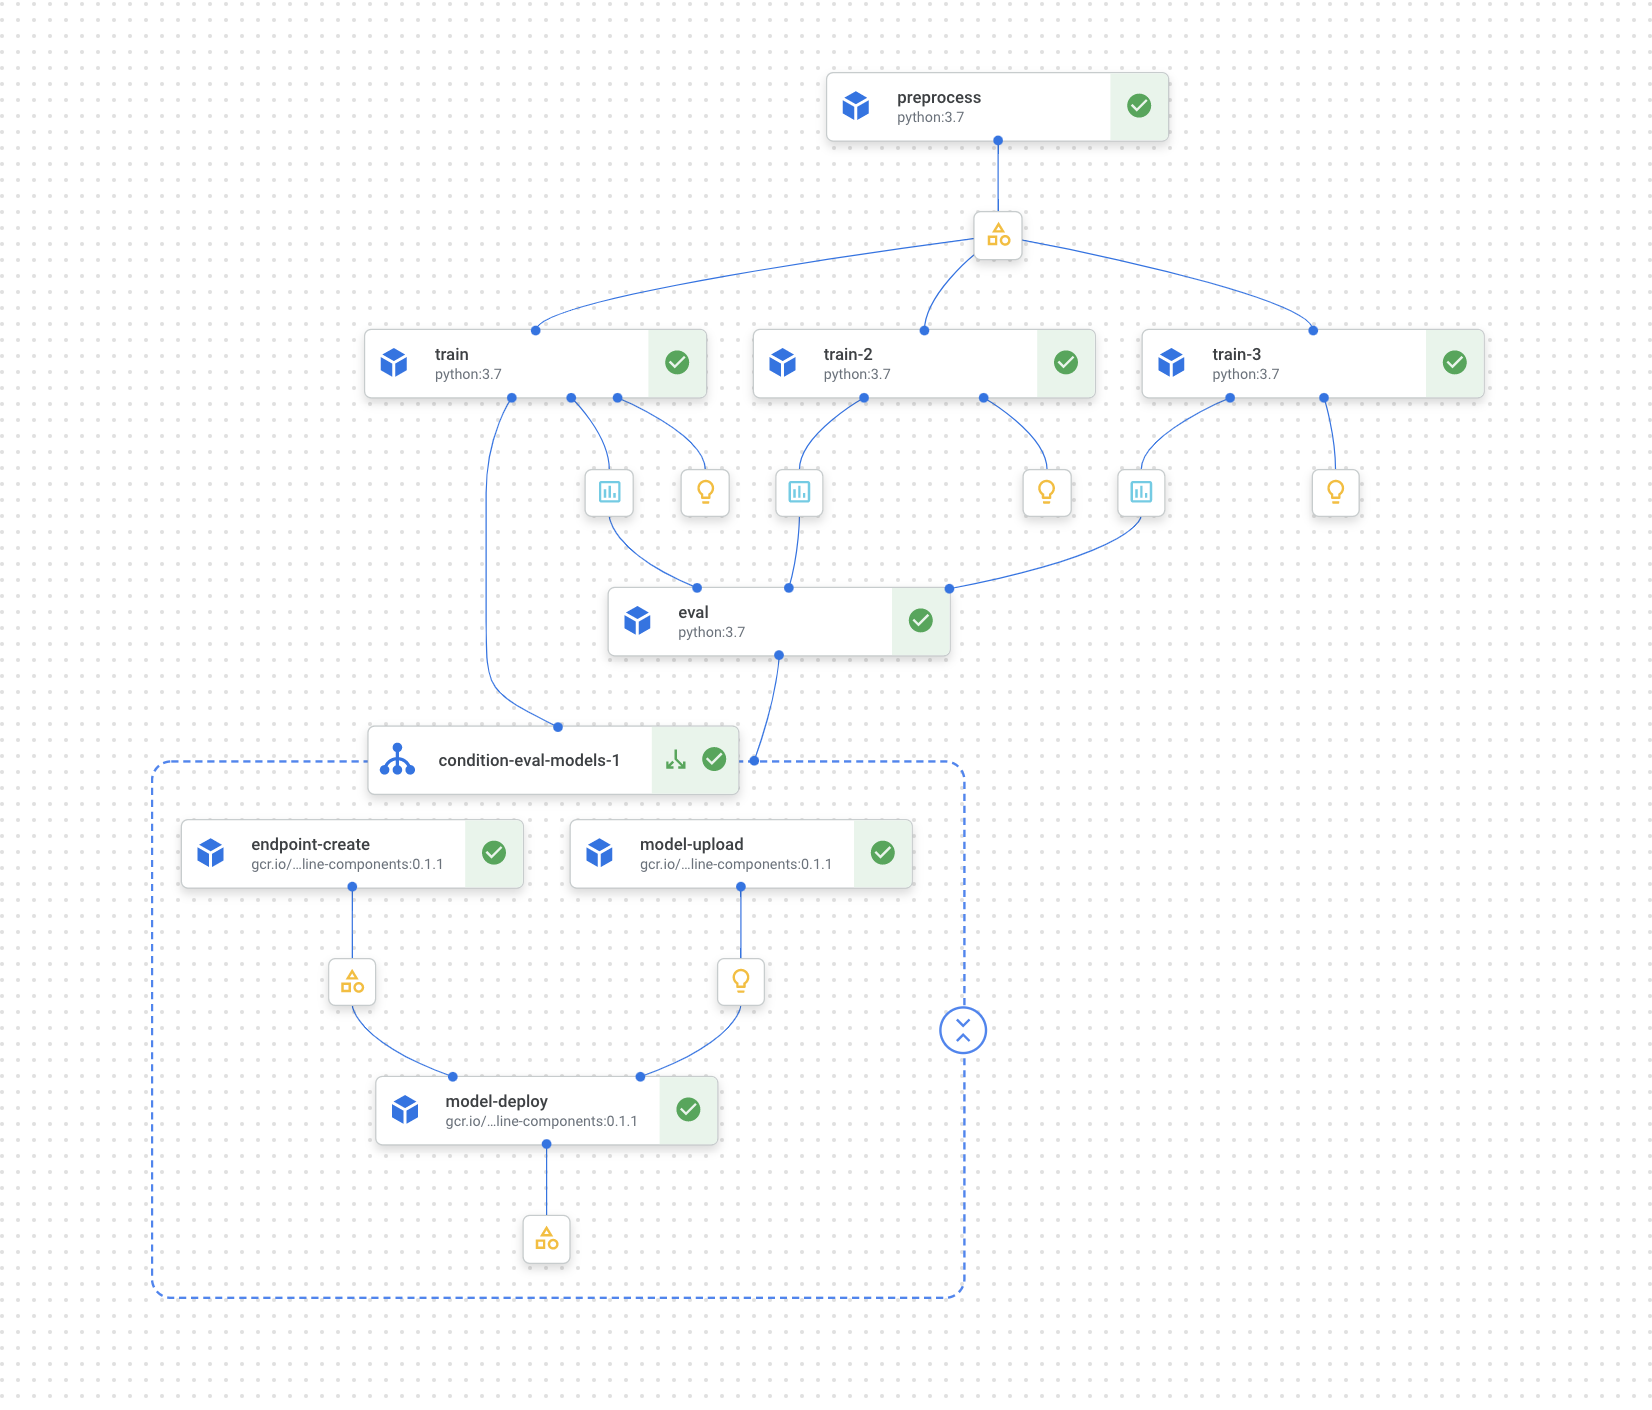 preprocess
python:3.7
train
python:3.7
train-2
python:3.7
train-3
python:3.7
eval
python:3.7
condition-eval-models-1
endpoint-create
gcr.io/...line-components:0.1.1
model-upload
gcr.io/...line-components:0.1.1
model-deploy
gcr.io/...line-components:0.1.1